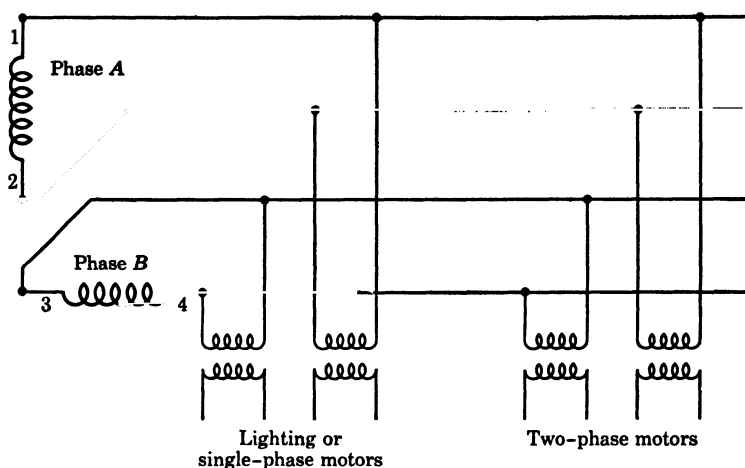 1
Phase A
2
Phase B
3
4
Lighting or
single-phase motors
Two-phase motors